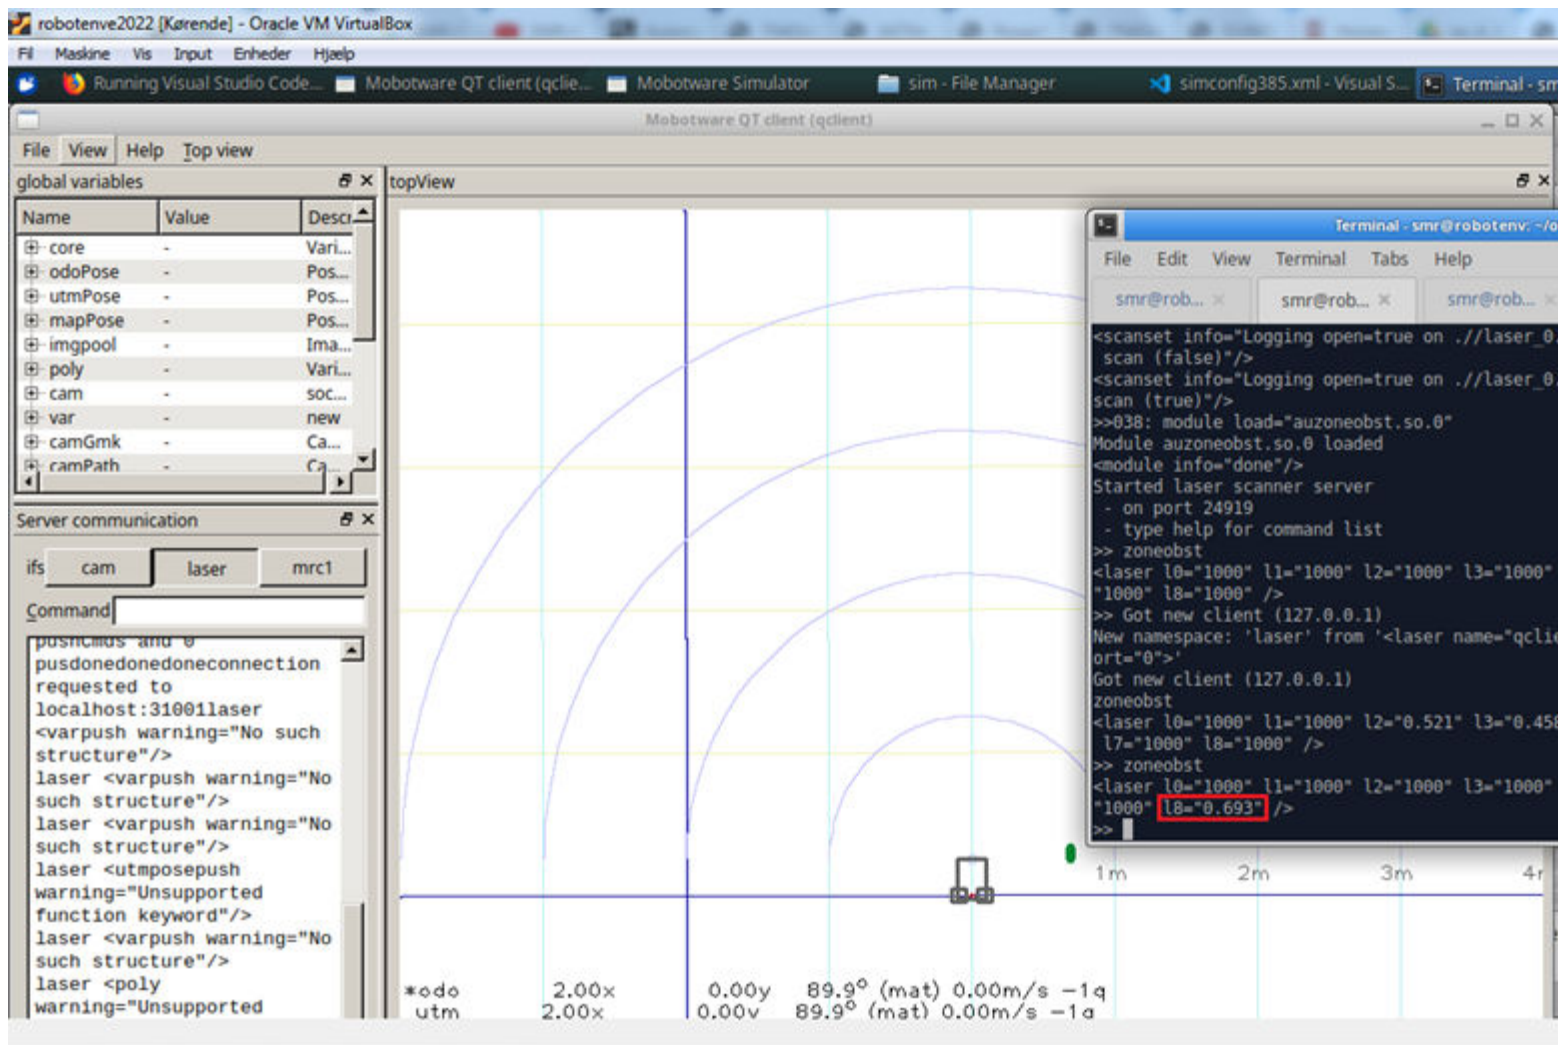 robotenve2022 [Kørende] - Oracle VM VirtualBox
Fil Maskine Vis Input Enheder Hjælp
Running Visual Studio Code... Mobotware QT client (qclie... Mobotware Simulator sim - File Manager simconfig385.xml - Visual S... Terminal - sm
Mobotware QT client (qclient)
File View Help Top view
global variables
topView
Name Value Descr
core - Vari...
odoPose - Pos...
utmPose - Pos...
mapPose - Pos...
imgpool - Ima...
poly - Vari...
cam - soc...
var - new
camGmk - Ca...
camPath - Ca...
Server communication
ifs cam laser mrc1
Command
pushCmds and 0
pusdonedonedoneconnection
requested to
localhost:31001laser
<varpush warning="No such
structure"/>
laser <varpush warning="No
such structure"/>
laser <varpush warning="No
such structure"/>
laser <utmposepush
warning="Unsupported
function keyword"/>
laser <varpush warning="No
such structure"/>
laser <poly
warning="Unsupported
Terminal - smr@robotenv: ~/o
File Edit View Terminal Tabs Help
smr@rob... smr@rob... smr@rob...
<scanset info="Logging open=true on .//laser_0.
scan (false)"/>
<scanset info="Logging open=true on .//laser_0.
scan (true)"/>
>>038: module load="auzoneobst.so.0"
Module auzoneobst.so.0 loaded
<module info="done"/>
Started laser scanner server
- on port 24919
- type help for command list
>> zoneobst
<laser l0="1000" l1="1000" l2="1000" l3="1000"
"1000" l8="1000" />
>> Got new client (127.0.0.1)
New namespace: 'laser' from '<laser name="qclie
ort="0">'
Got new client (127.0.0.1)
zoneobst
<laser l0="1000" l1="1000" l2="0.521" l3="0.458
l7="1000" l8="1000" />
>> zoneobst
<laser l0="1000" l1="1000" l2="1000" l3="1000"
"1000" l8="0.693" />
>>
1m 2m 3m 4m
*odo 2.00x 0.00y 89.9° (mat) 0.00m/s -1q
utm 2.00x 0.00y 89.9° (mat) 0.00m/s -1q